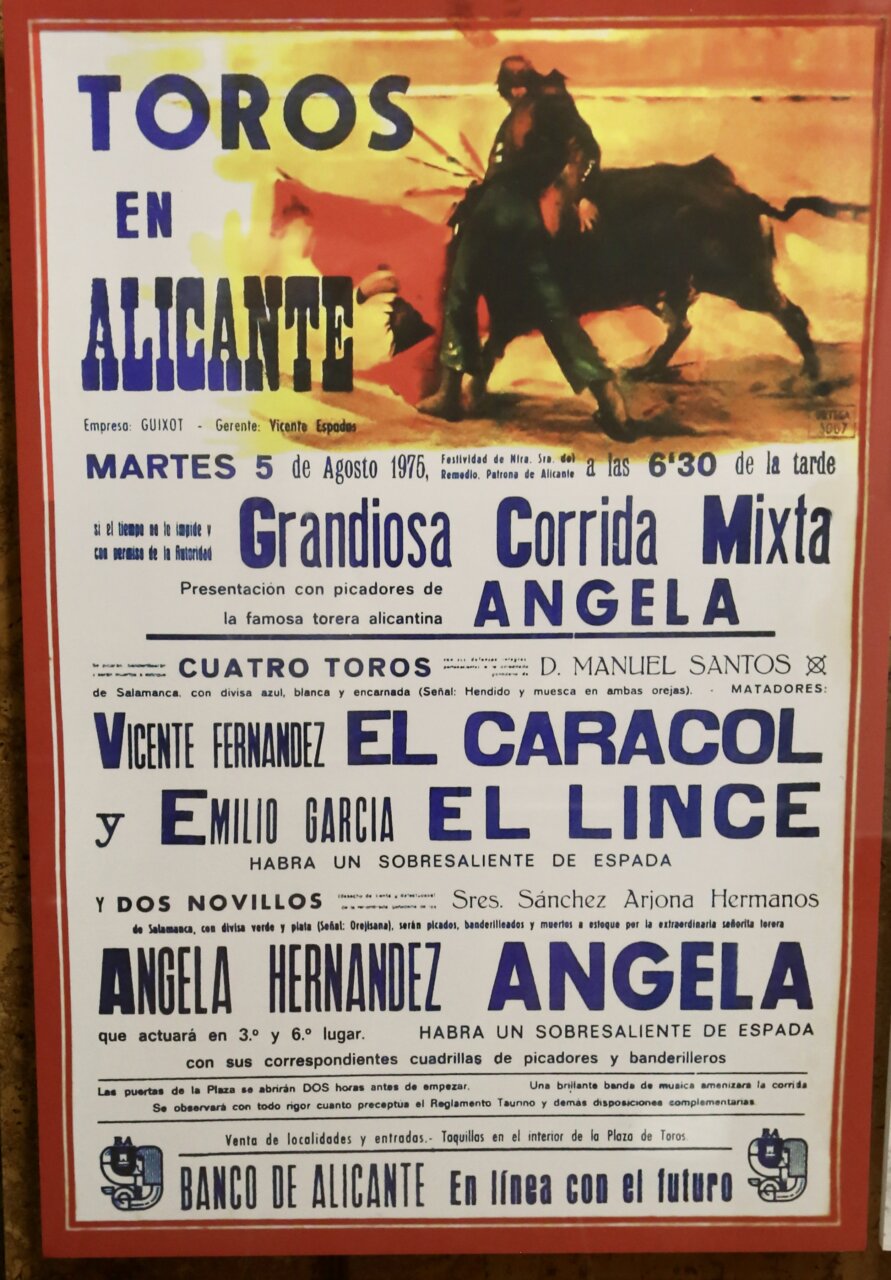 TOROS
EN
ALICANTE
Empresa: GUIXOT - Gerente: Vicente Espadas
MARTES 5 de Agosto 1975, Festividad de Ntra. Sra. del Remedio, Patrona de Alicante a las 6'30 de la tarde
si el tiempo no lo impide y con permiso de la Autoridad
Grandiosa Corrida Mixta
Presentación con picadores de
la famosa torera alicantina ANGELA
CUATRO TOROS D. MANUEL SANTOS
de Salamanca, con divisa azul, blanca y encarnada (Señal: Hendido y muesca en ambas orejas). - MATADORES:
VICENTE FERNANDEZ EL CARACOL
y EMILIO GARCIA EL LINCE
HABRA UN SOBRESALIENTE DE ESPADA
Y DOS NOVILLOS Sres. Sánchez Arjona Hermanos
de Salamanca, con divisa verde y plata (Señal: Orejisana), serán picados, banderilleados y muertos a estoque por la extraordinaria señorita torera
ANGELA HERNANDEZ ANGELA
que actuará en 3.º y 6.º lugar. HABRA UN SOBRESALIENTE DE ESPADA
con sus correspondientes cuadrillas de picadores y banderilleros
Las puertas de la Plaza se abrirán DOS horas antes de empezar. Una brillante banda de musica amenizara la corrida
Se observará con todo rigor cuanto preceptúa el Reglamento Taurino y demás disposiciones complementarias
Venta de localidades y entradas.- Taquillas en el interior de la Plaza de Toros
BANCO DE ALICANTE En línea con el futuro